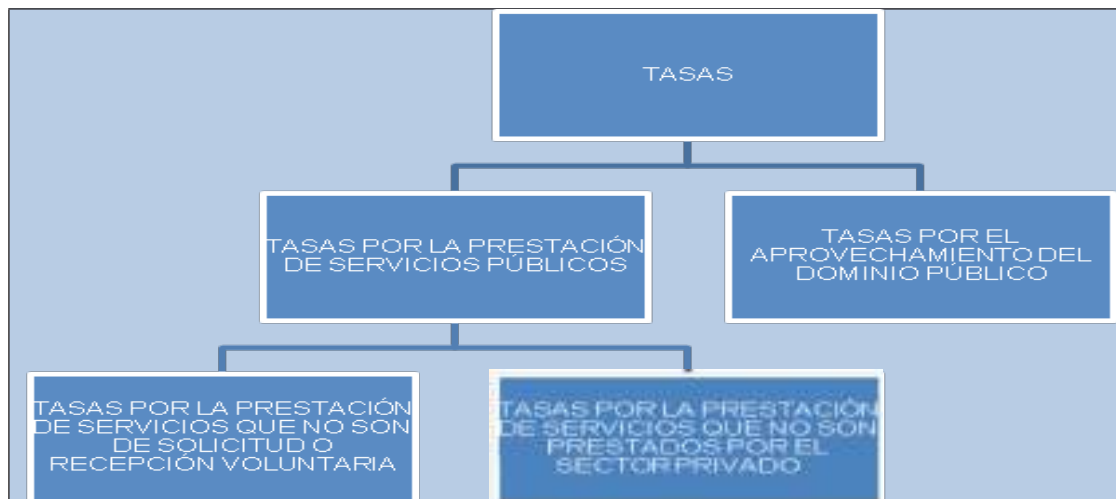 TASAS
TASAS POR LA PRESTACIÓN
DE SERVICIOS PÚBLICOS
TASAS POR EL
APROVECHAMIENTO DEL
DOMINIO PÚBLICO
TASAS POR LA PRESTACIÓN
DE SERVICIOS QUE NO SON
DE SOLICITUD O
RECEPCIÓN VOLUNTARIA
TASAS POR LA PRESTACIÓN
DE SERVICIOS QUE NO SON
PRESTADOS POR EL
SECTOR PRIVADO